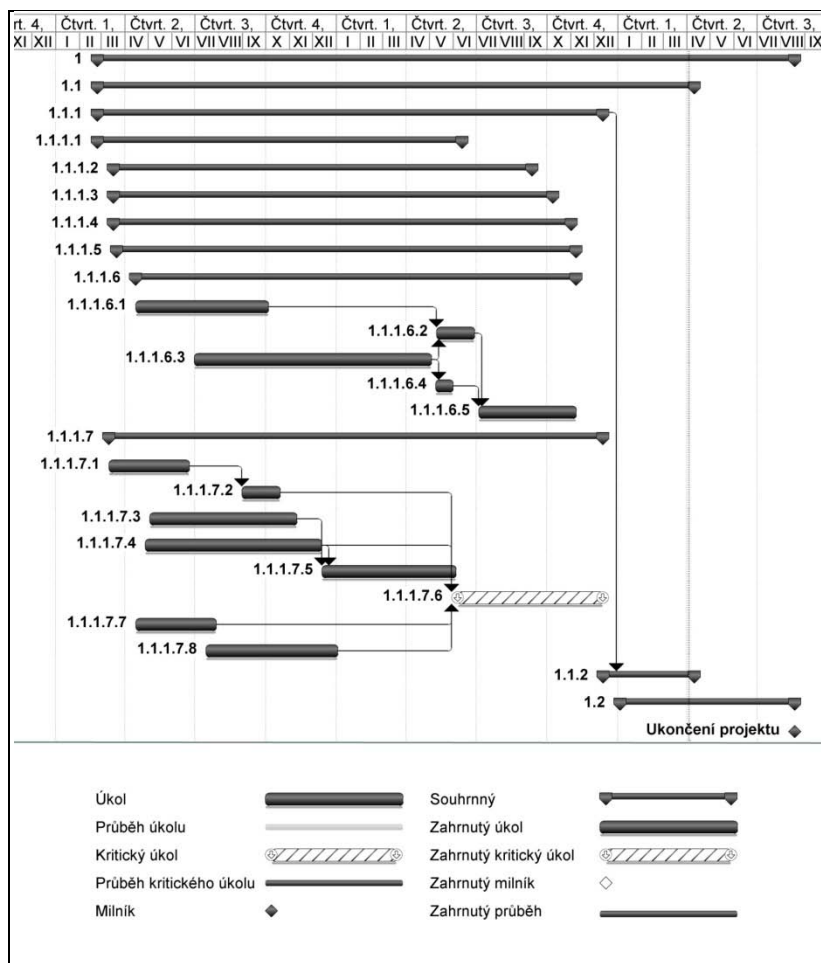 rt. 4, Čtvrt. 1, Čtvrt. 2, Čtvrt. 3, Čtvrt. 4, Čtvrt. 1, Čtvrt. 2, Čtvrt. 3, Čtvrt. 4, Čtvrt. 1, Čtvrt. 2, Čtvrt. 3,
XI XII I II III IV V VI VII VIII IX X XI XII I II III IV V VI VII VIII IX X XI XII I II III IV V VI VII VIII IX
1
1.1
1.1.1
1.1.1.1
1.1.1.2
1.1.1.3
1.1.1.4
1.1.1.5
1.1.1.6
1.1.1.6.1
1.1.1.6.2
1.1.1.6.3
1.1.1.6.4
1.1.1.6.5
1.1.1.7
1.1.1.7.1
1.1.1.7.2
1.1.1.7.3
1.1.1.7.4
1.1.1.7.5
1.1.1.7.6
1.1.1.7.7
1.1.1.7.8
1.1.2
1.2
Ukončení projektu
Úkol
Průběh úkolu
Kritický úkol
Průběh kritického úkolu
Milník
Souhrnný
Zahrnutý úkol
Zahrnutý kritický úkol
Zahrnutý milník
Zahrnutý průběh